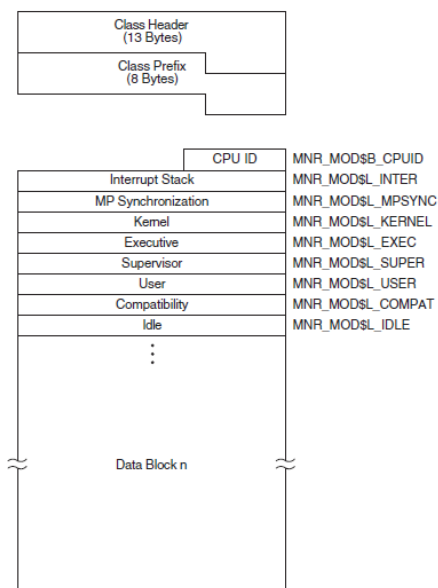 Class Header
(13 Bytes)
Class Prefix
(8 Bytes)
CPU ID MNR_MOD$B_CPUID
Interrupt Stack MNR_MOD$L_INTER
MP Synchronization MNR_MOD$L_MPSYNC
Kernel MNR_MOD$L_KERNEL
Executive MNR_MOD$L_EXEC
Supervisor MNR_MOD$L_SUPER
User MNR_MOD$L_USER
Compatibility MNR_MOD$L_COMPAT
Idle MNR_MOD$L_IDLE
Data Block n